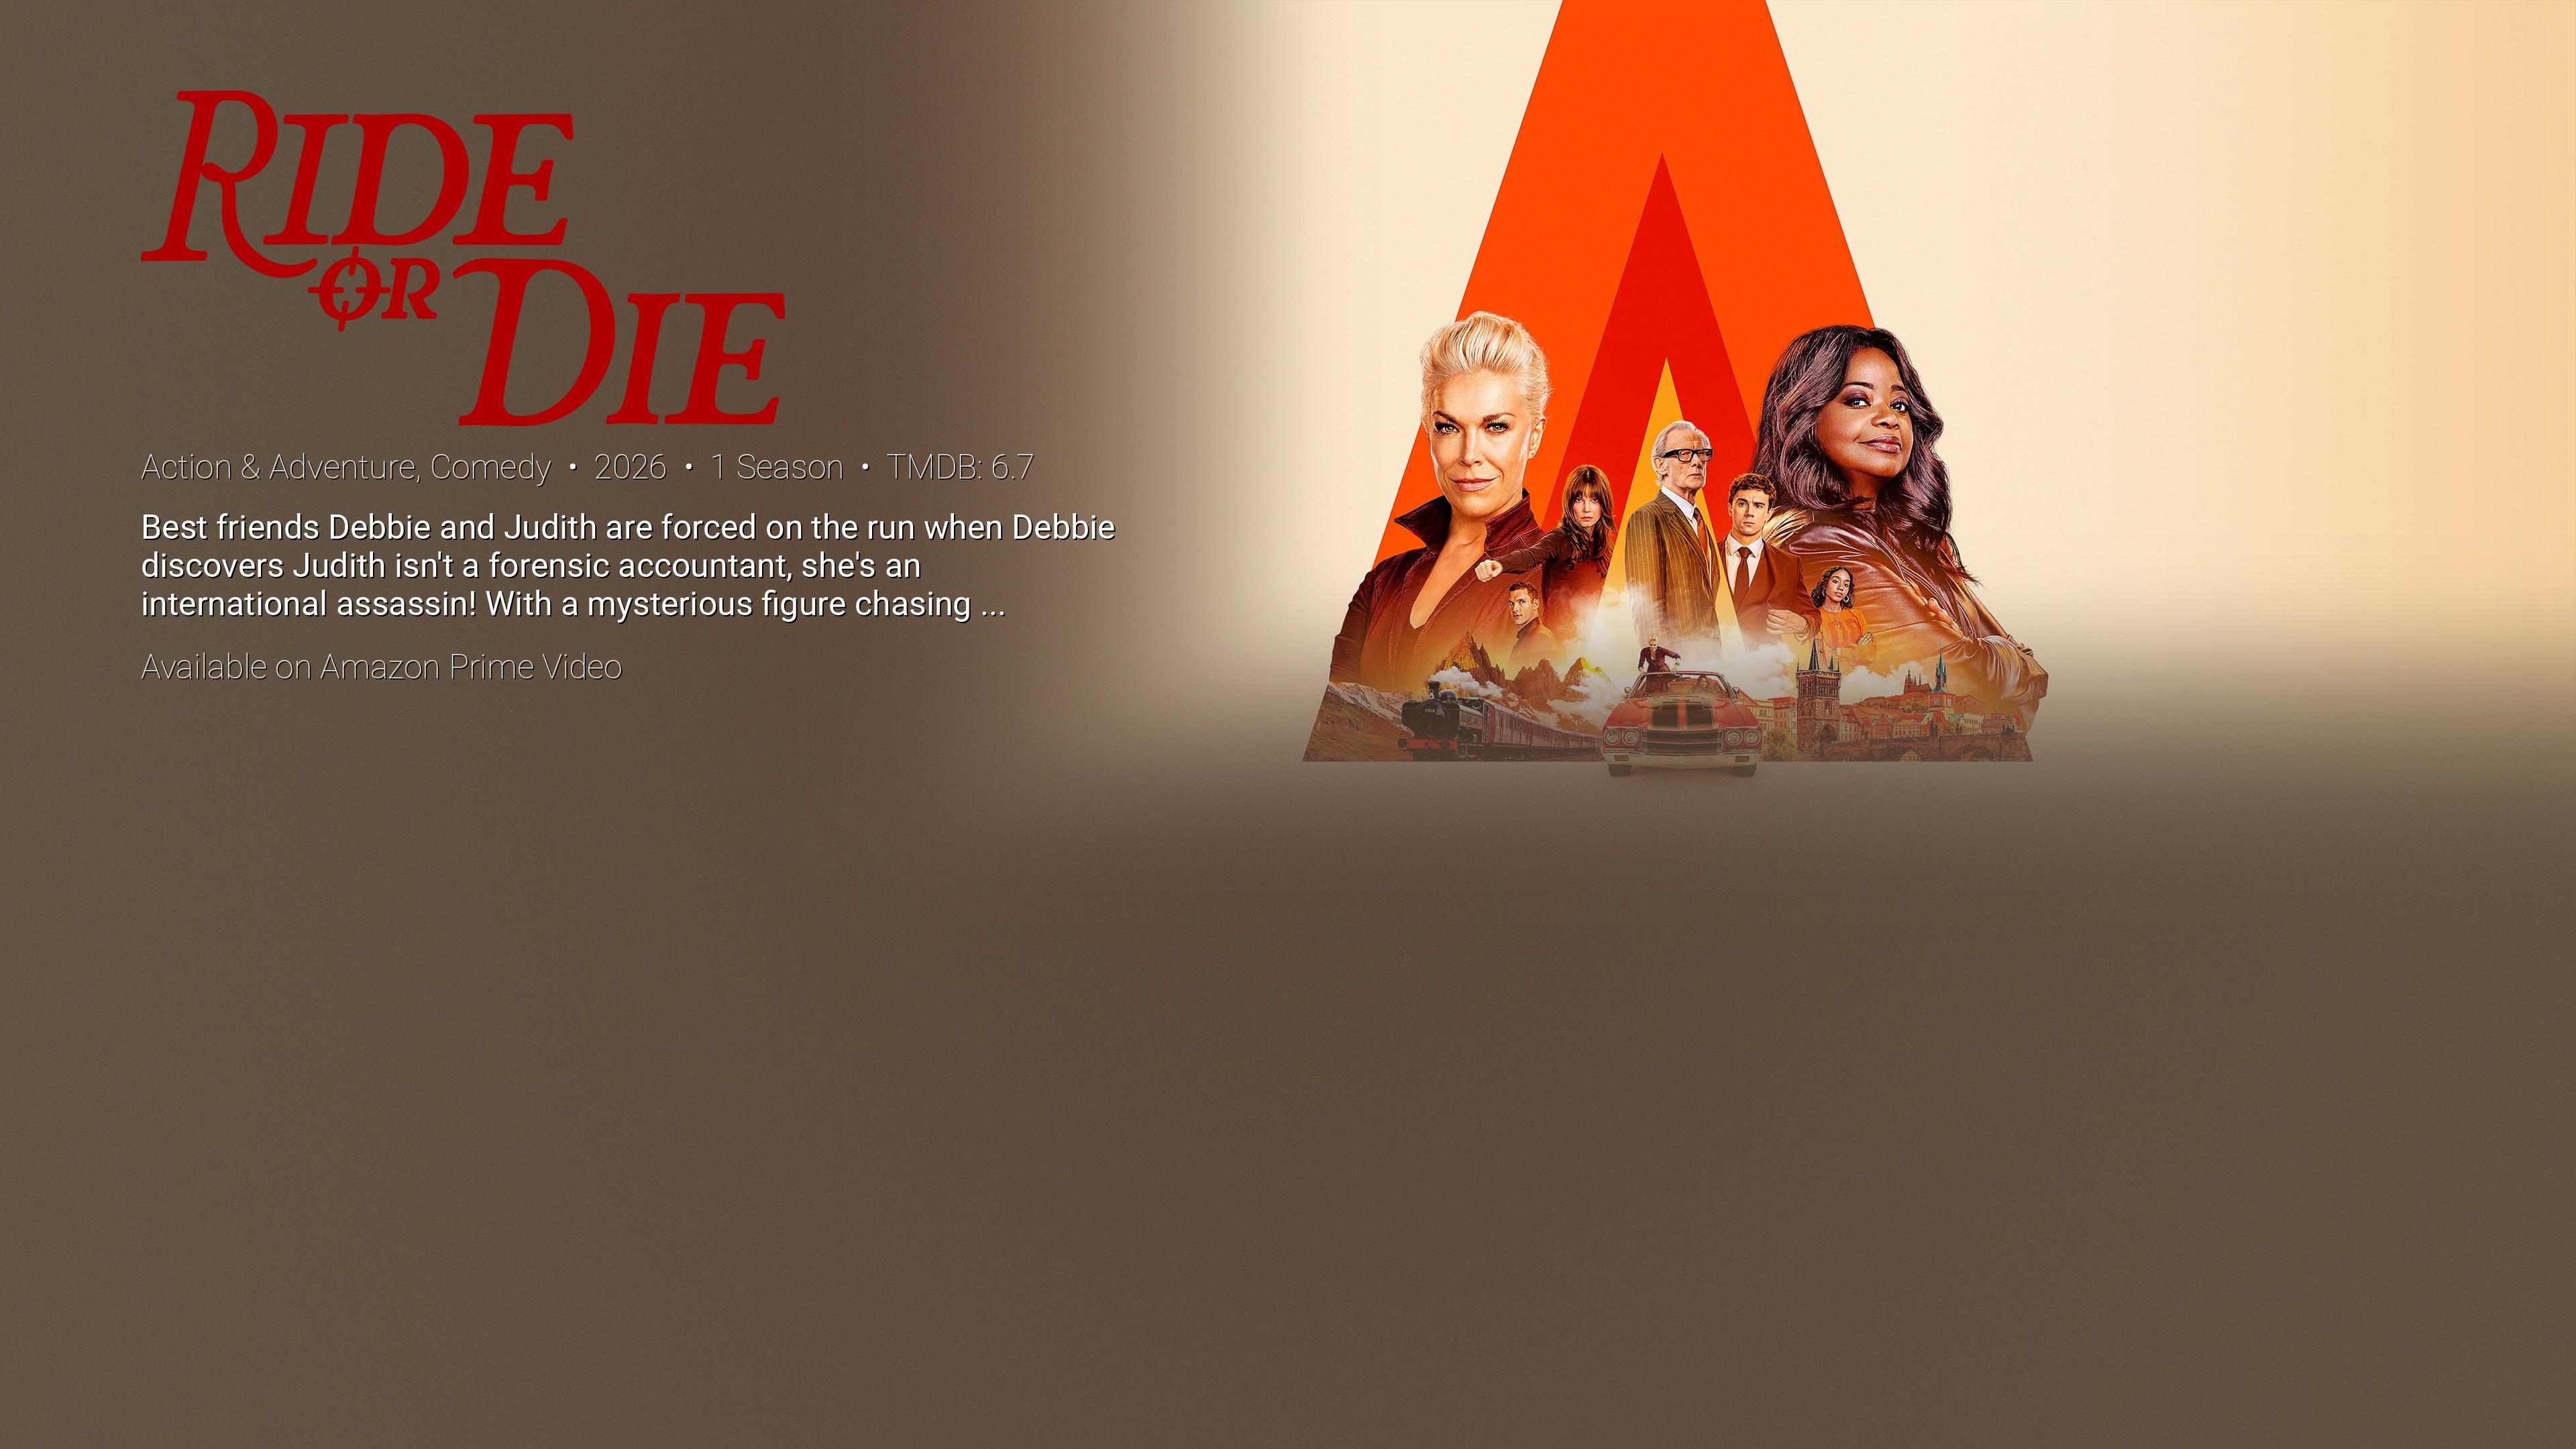 RIDE
OR DIE
Action & Adventure, Comedy • 2026 • 1 Season • TMDB: 6.7
Best friends Debbie and Judith are forced on the run when Debbie
discovers Judith isn't a forensic accountant, she's an
international assassin! With a mysterious figure chasing ...
Available on Amazon Prime Video